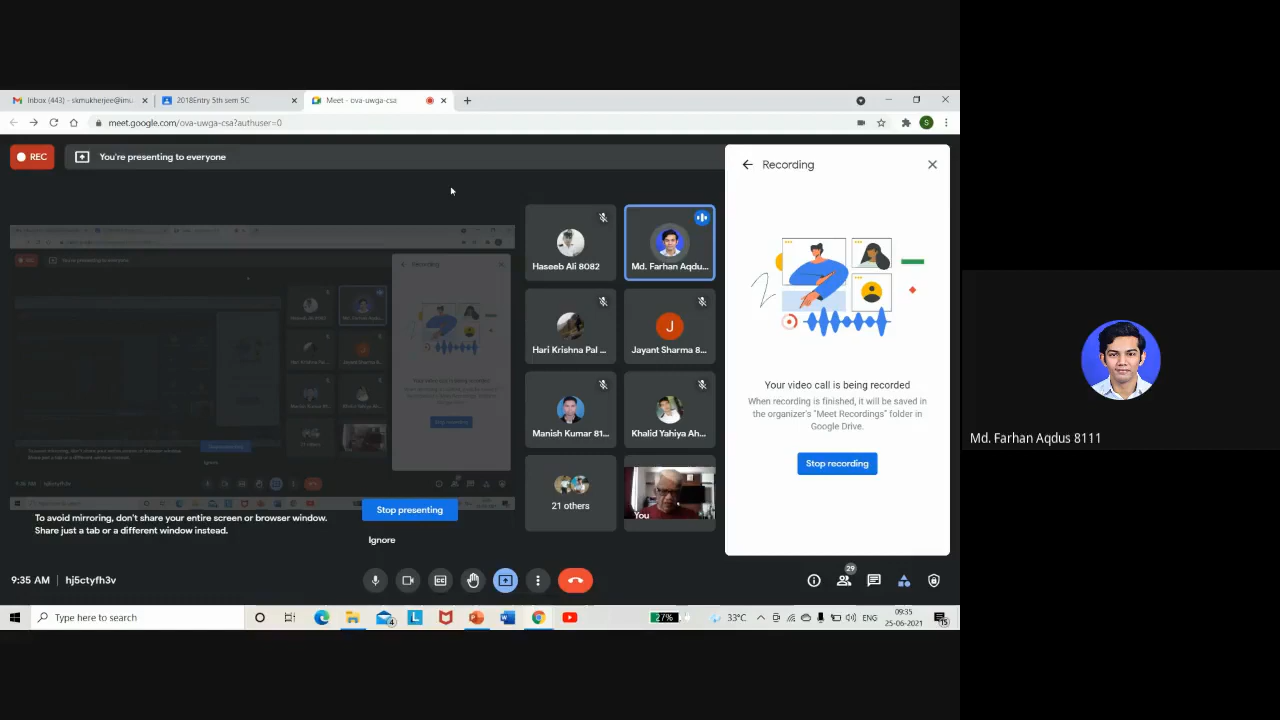 Inbox (443) - skmukherjee@imu
2018Entry 5th sem 5C
Meet - ova-uwga-csa
meet.google.com/ova-uwga-csa?authuser=0
S
REC
You're presenting to everyone
Recording
Haseeb Ali 8082
Md. Farhan Aqdu...
Hari Krishna Pal ...
J
Jayant Sharma 8...
Manish Kumar 81...
Khalid Yahiya Ah...
21 others
You
Your video call is being recorded
When recording is finished, it will be saved in
the organizer's "Meet Recordings" folder in
Google Drive.
Stop recording
To avoid mirroring, don't share your entire screen or browser window.
Share just a tab or a different window instead.
Stop presenting
Ignore
9:35 AM | hj5ctyfh3v
29
Type here to search
4
L
27%
33°C
ENG
09:35
25-06-2021
15
Md. Farhan Aqdus 8111